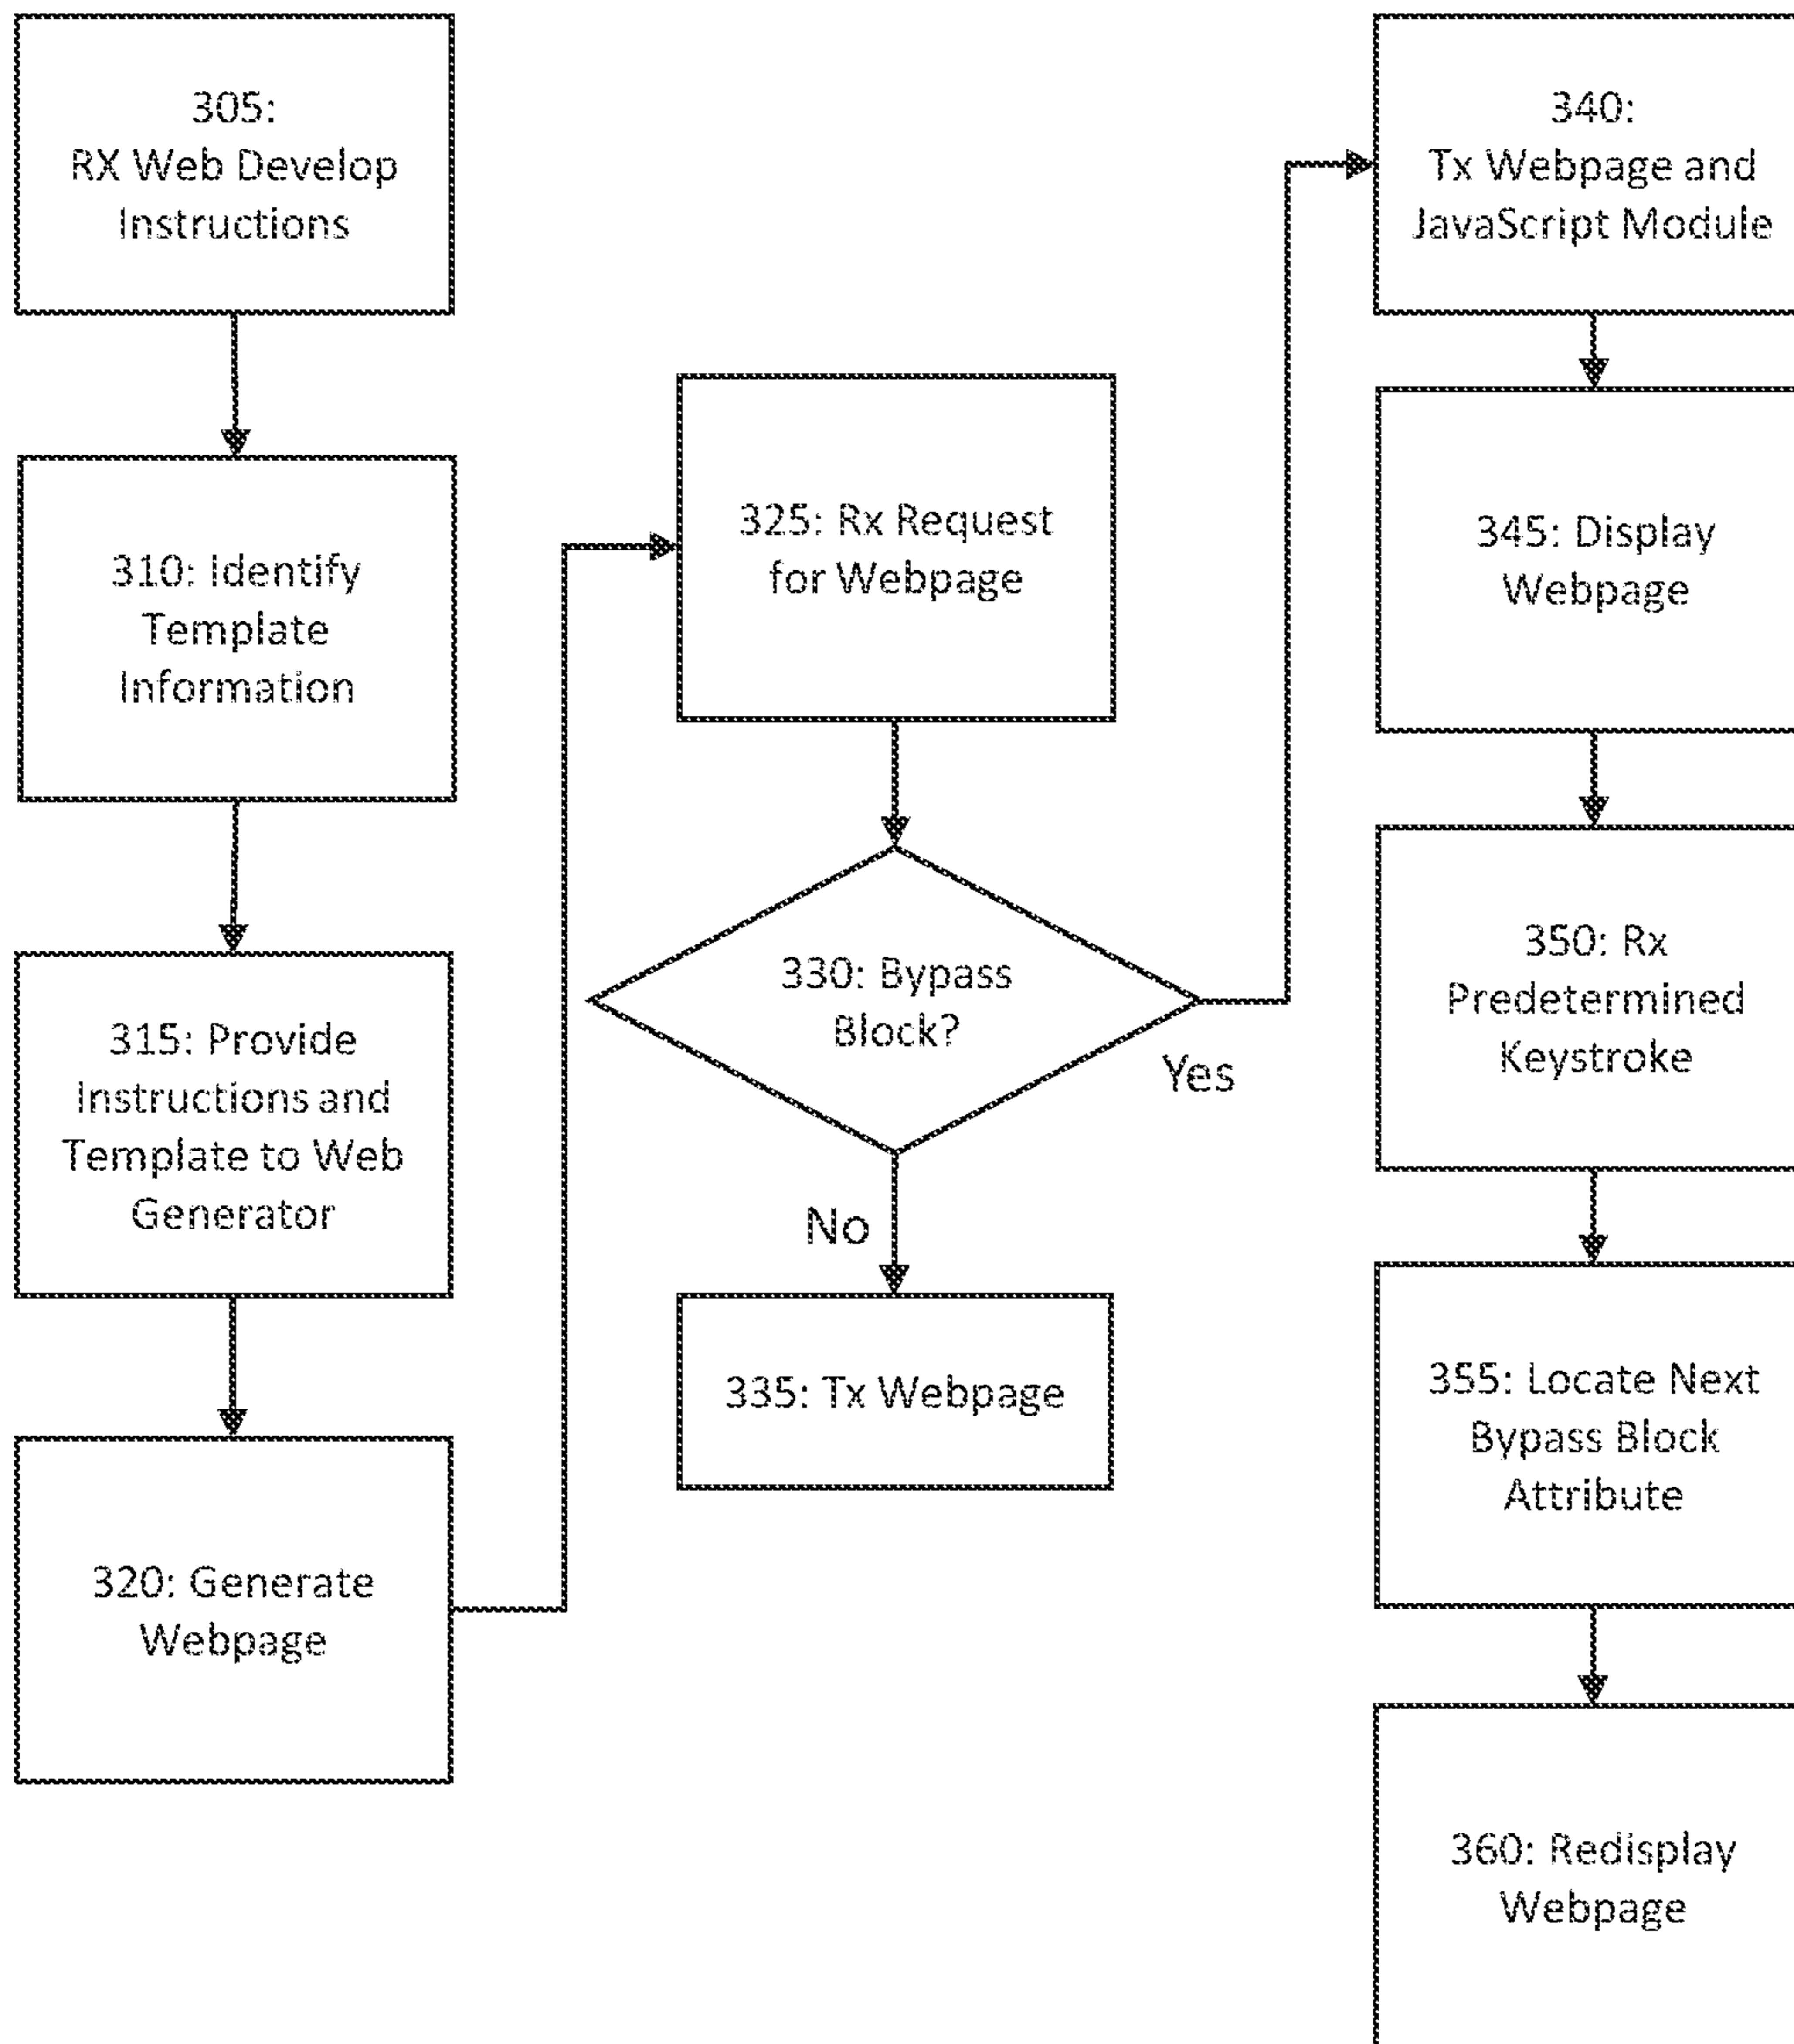 305:
RX Web Develop
Instructions
310: Identify
Template
Information
315: Provide
Instructions and
Template to Web
Generator
320: Generate
Webpage
325: Rx Request
for Webpage
330: Bypass
Block?
Yes
No
335: Tx Webpage
340:
Tx Webpage and
JavaScript Module
345: Display
Webpage
350: Rx
Predetermined
Keystroke
355: Locate Next
Bypass Block
Attribute
360: Redisplay
Webpage